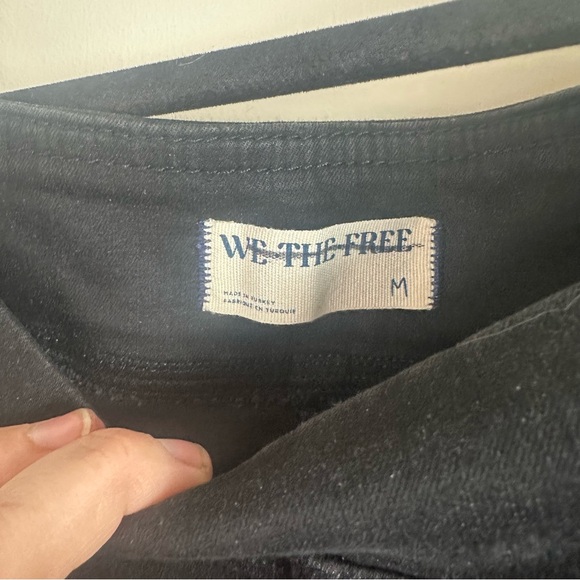 WE THE FREE
M
MADE IN TURKEY
FABRIQUÉ EN TURQUIE